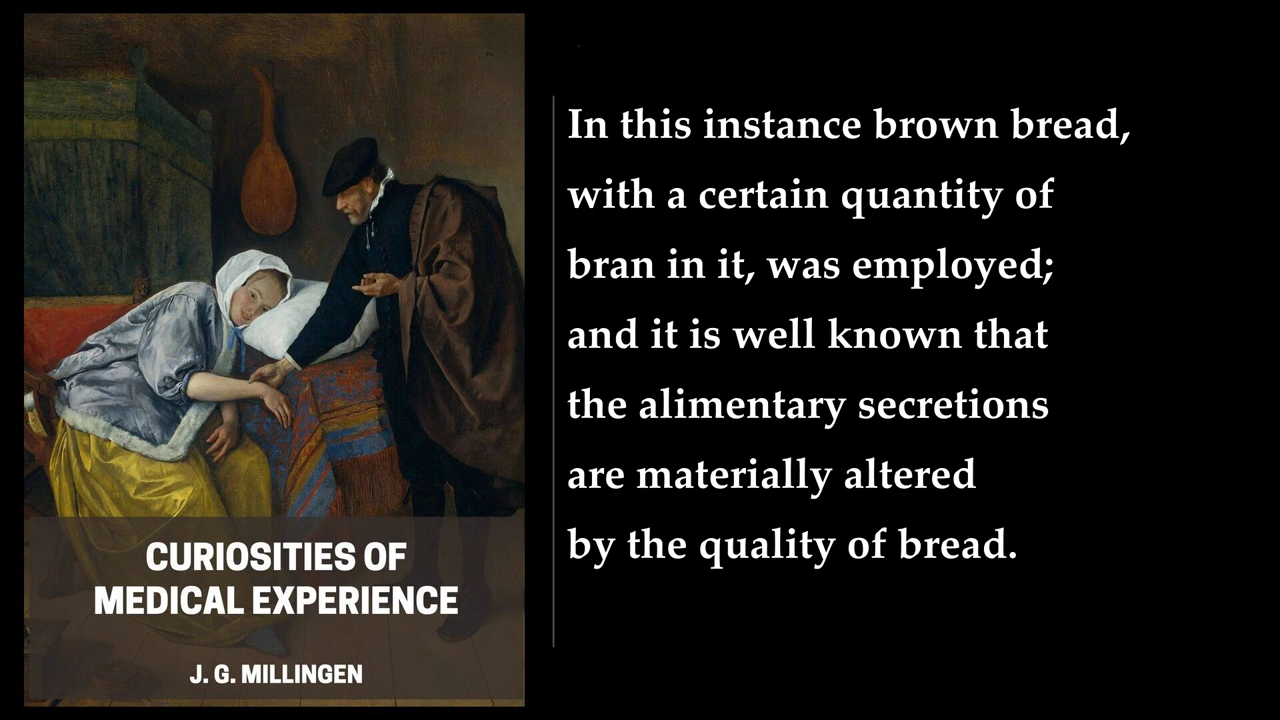 CURIOSITIES OF
MEDICAL EXPERIENCE
J. G. MILLINGEN
In this instance brown bread,
with a certain quantity of
bran in it, was employed;
and it is well known that
the alimentary secretions
are materially altered
by the quality of bread.